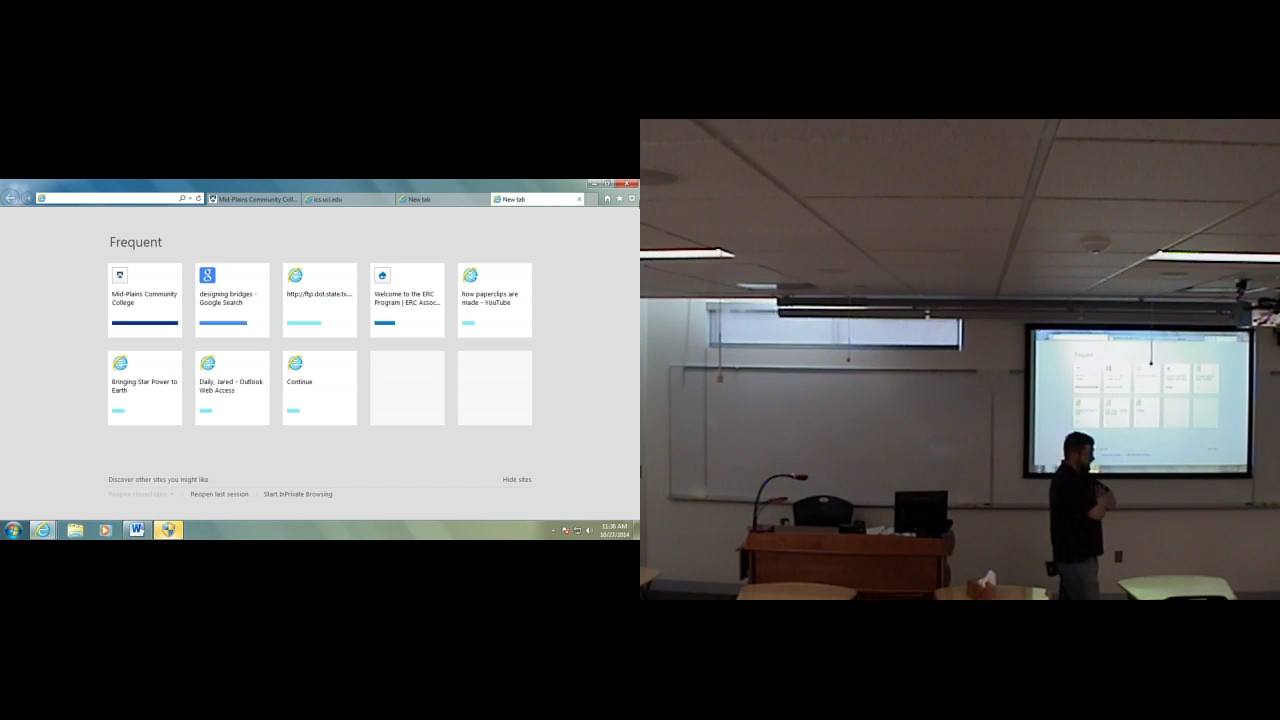 Mid-Plains Community Coll...
ics.uci.edu
New tab
New tab
Frequent
Mid-Plains Community
College
designing bridges -
Google Search
http://ftp.dot.state.tx....
Welcome to the ERC
Program | ERC Assoc...
how paperclips are
made - YouTube
Bringing Star Power to
Earth
Daily, Jared - Outlook
Web Access
Continue
Discover other sites you might like
Hide sites
Reopen closed tabs
Reopen last session
Start InPrivate Browsing
11:36 AM
10/27/2014